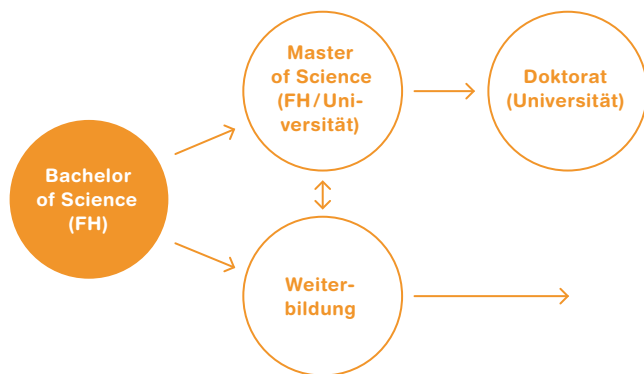 Master
of Science
(FH/Uni-
versität)
Doktorat
(Universität)
Bachelor
of Science
(FH)
Weiter-
bildung